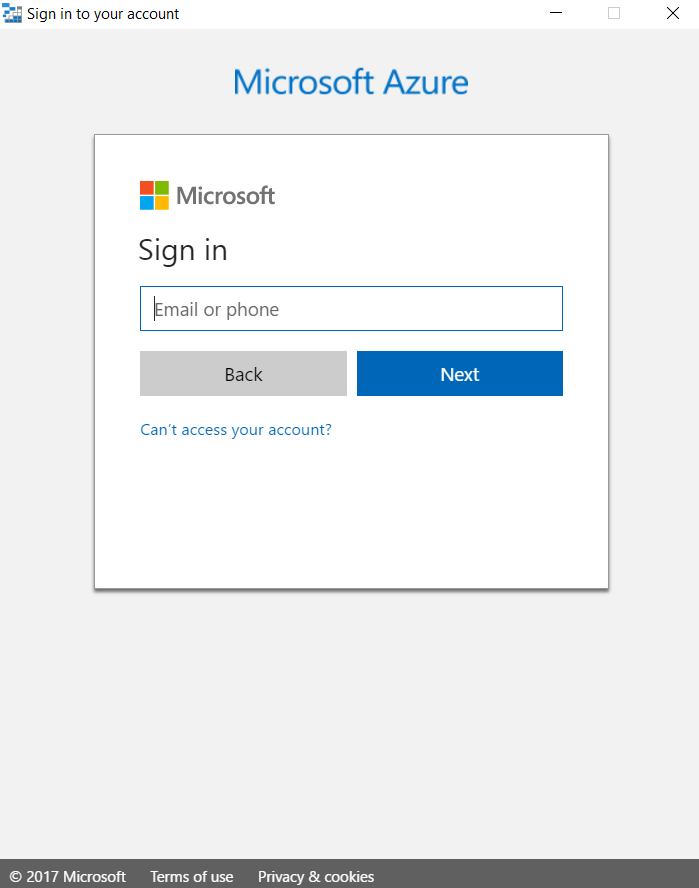 Sign in to your account
Microsoft Azure
Microsoft
Sign in
Email or phone
Back Next
Can't access your account?
© 2017 Microsoft Terms of use Privacy & cookies